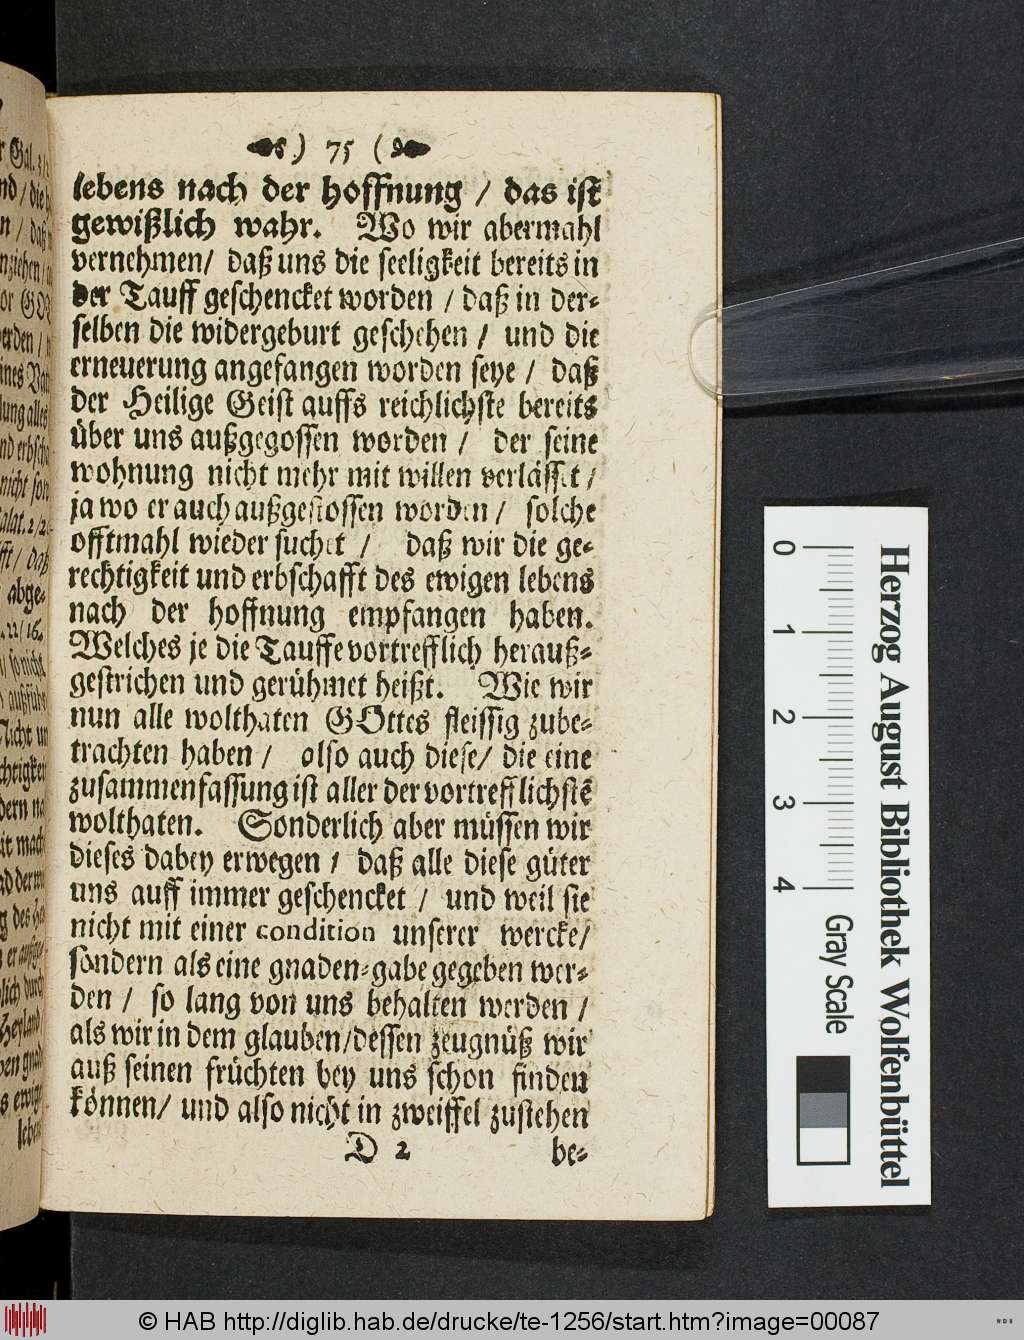 ) 75 (
lebens nach der hoffnung / das ist
gewißlich wahr. Wo wir abermahl
vernehmen/ daß uns die seeligkeit bereits in
der Tauff geschencket worden / daß in der-
selben die widergeburt geschehen / und die
erneuerung angefangen worden seye / daß
der Heilige Geist auffs reichlichste bereits
über uns außgegossen worden / der seine
wohnung nicht mehr mit willen verlässet /
ja wo er auch außgestossen worden / solche
offtmahl wieder suchet / daß wir die ge-
rechtigkeit und erbschafft des ewigen lebens
nach der hoffnung empfangen haben.
Welches je die Tauffe vortrefflich herauß-
gestrichen und gerühmet heißt. Wie wir
nun alle wolthaten GOttes fleissig zube-
trachten haben / also auch diese/ die eine
zusammenfassung ist aller der vortrefflichstē
wolthaten. Sonderlich aber müssen wir
dieses dabey erwegen / daß alle diese güter
uns auff immer geschencket / und weil sie
nicht mit einer condition unserer wercke/
sondern als eine gnaden-gabe gegeben wer-
den / so lang von uns behalten werden /
als wir in dem glauben/dessen zeugnüß wir
auß seinen früchten bey uns schon finden
können/ und also nicht in zweiffel zustehen
D 2 be-
Herzog August Bibliothek Wolfenbüttel
0 1 2 3 4
Gray Scale
© HAB http://diglib.hab.de/drucke/te-1256/start.htm?image=00087